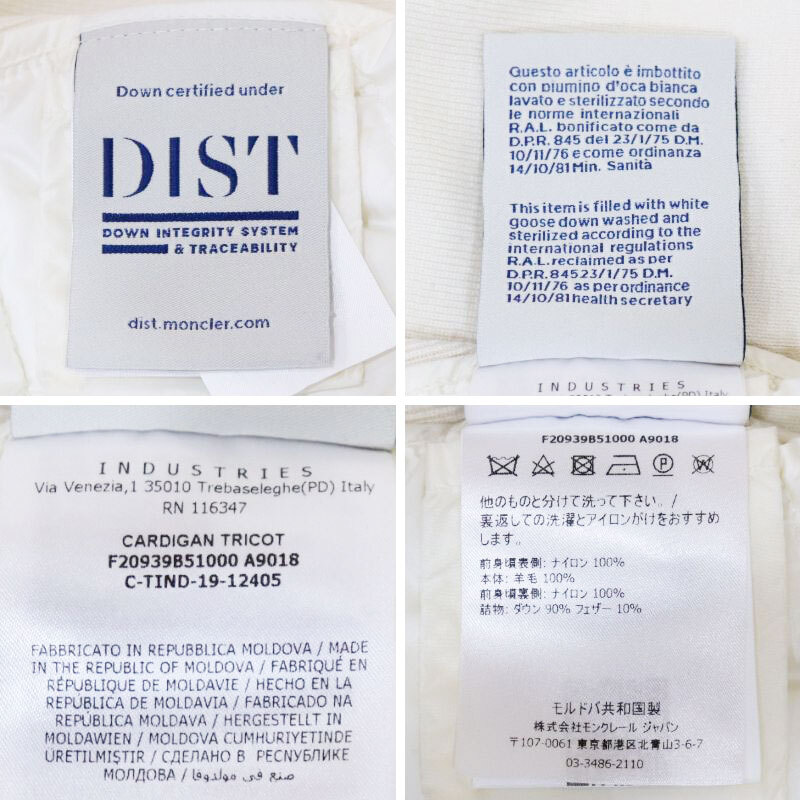 Down certified under
DIST
DOWN INTEGRITY SYSTEM
& TRACEABILITY
dist.moncler.com
Questo articolo è imbottito
con piumino d'oca bianca
lavato e sterilizzato secondo
le norme internazionali
R.A.L. bonificato come da
D.P.R. 845 del 23/1/75 D.M.
10/11/76 e come ordinanza
14/10/81 Min. Sanità
This item is filled with white
goose down washed and
sterilized according to the
international regulations
R.A.L. reclaimed as per
D.P.R. 845 23/1/75 D.M.
10/11/76 as per ordinance
14/10/81 health secretary
INDUSTRIES
INDUSTRIES
Via Venezia,1 35010 Trebaseleghe(PD) Italy
RN 116347
CARDIGAN TRICOT
F20939B51000 A9018
C-TIND-19-12405
FABBRICATO IN REPUBBLICA MOLDOVA / MADE
IN THE REPUBLIC OF MOLDOVA / FABRIQUÉ EN
RÉPUBLIQUE DE MOLDAVIE / HECHO EN LA
REPÚBLICA DE MOLDAVIA / FABRICADO NA
REPÚBLICA MOLDAVA / HERGESTELLT IN
MOLDAWIEN / MOLDOVA CUMHURIYETINDE
ÜRETILMIŞTIR / СДЕЛАНО В РЕСПУБЛИКЕ
МОЛДОВА / صنع في مولدوفا
F20939B51000 A9018
他のものと分けて洗って下さい。/
裏返しての洗濯とアイロンがけをおすすめ
します。
前身頃表側: ナイロン 100%
本体: 羊毛 100%
前身頃裏側: ナイロン 100%
詰物: ダウン 90% フェザー 10%
モルドバ共和国製
株式会社モンクレール ジャパン
〒107-0061 東京都港区北青山3-6-7
03-3486-2110